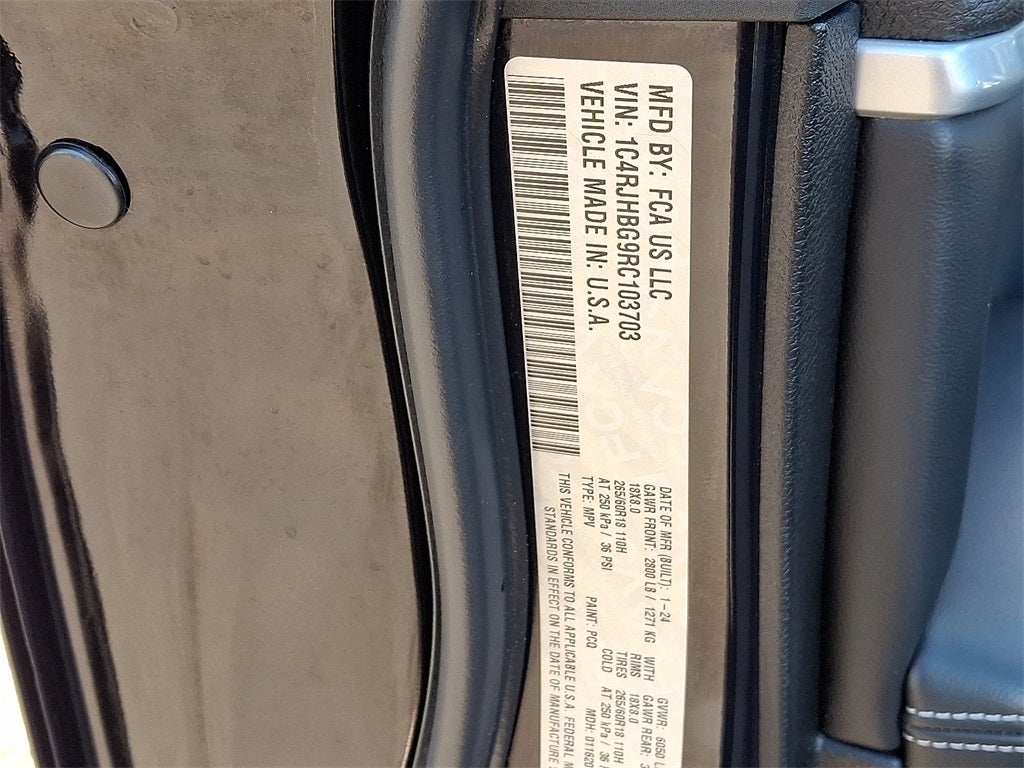 MFD BY: FCA US LLC
VIN: 1C4RJHBG9RC103703
VEHICLE MADE IN: U.S.A.
DATE OF MFR (BUILT): 1-24 GVWR: 6050 L
GAWR FRONT: 2800 LB / 1271 KG WITH GAWR REAR: 3
18X8.0 RIMS 18X8.0
265/60R18 110H TIRES 265/60R18 110H
AT 250 kPa / 36 PSI COLD AT 250 kPa / 36 P
TYPE: MPV PAINT: PCQ MDH: 011620
THIS VEHICLE CONFORMS TO ALL APPLICABLE U.S.A. FEDERAL M
STANDARDS IN EFFECT ON THE DATE OF MANUFACTURE